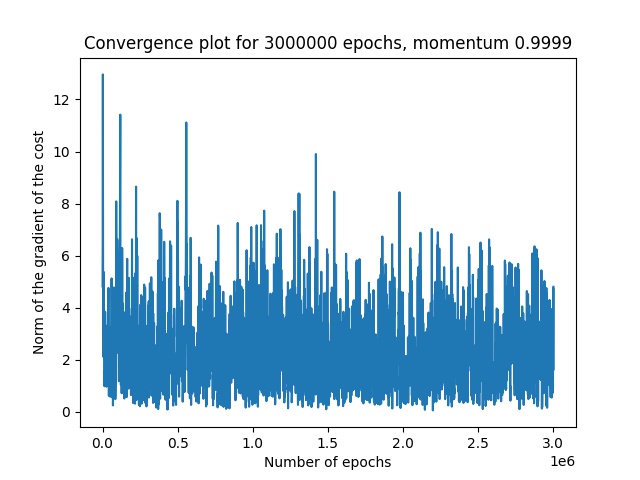 Convergence plot for 3000000 epochs, momentum 0.9999
Norm of the gradient of the cost
12
10
8
6
4
2
0
0.0 0.5 1.0 1.5 2.0 2.5 3.0
1e6
Number of epochs